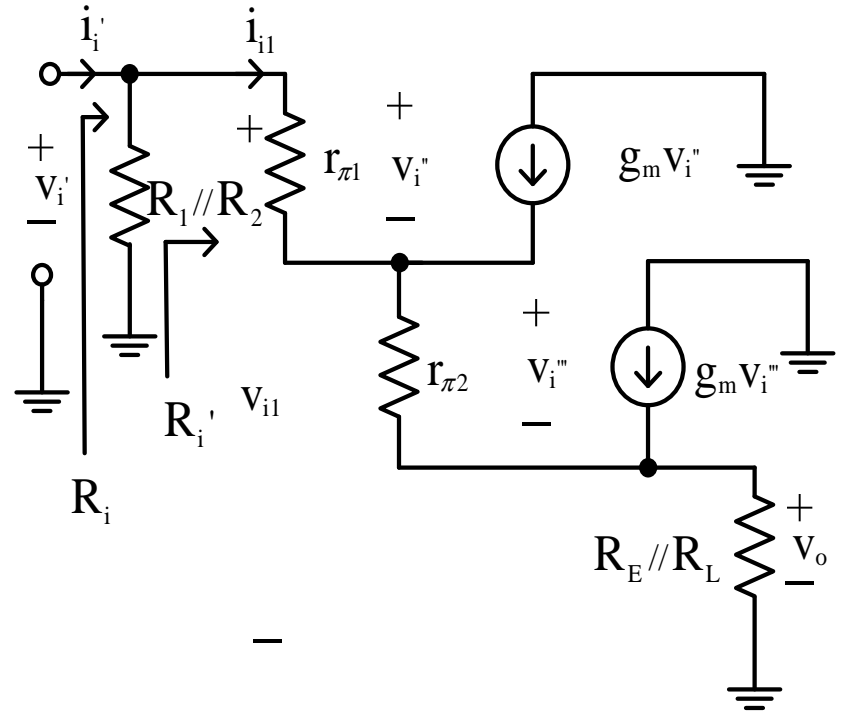 i_i' i_i1
+ + +
r_π1 v_i'' g_m v_i''
v_i' R_1//R_2
− −
+
r_π2 v_i''' g_m v_i'''
R_i' v_i1
−
R_i
+
R_E//R_L v_o
−
−